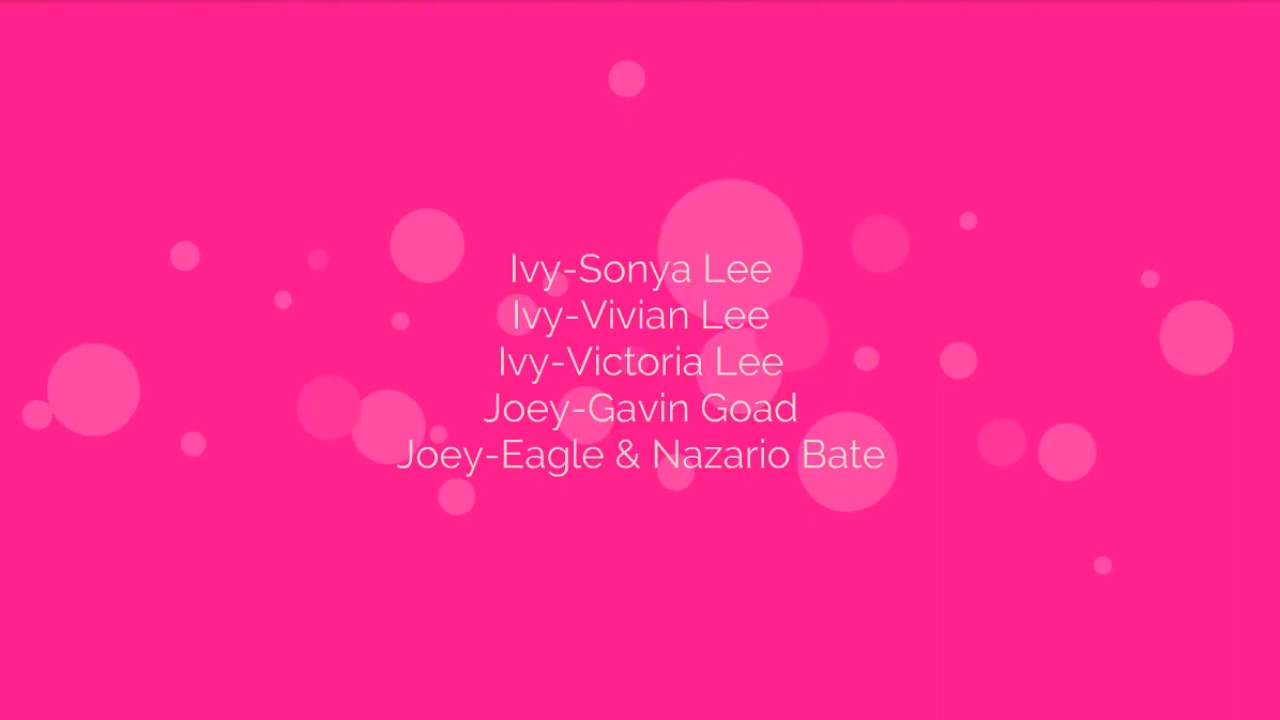 Ivy-Sonya Lee
Ivy-Vivian Lee
Ivy-Victoria Lee
Joey-Gavin Goad
Joey-Eagle & Nazario Bate